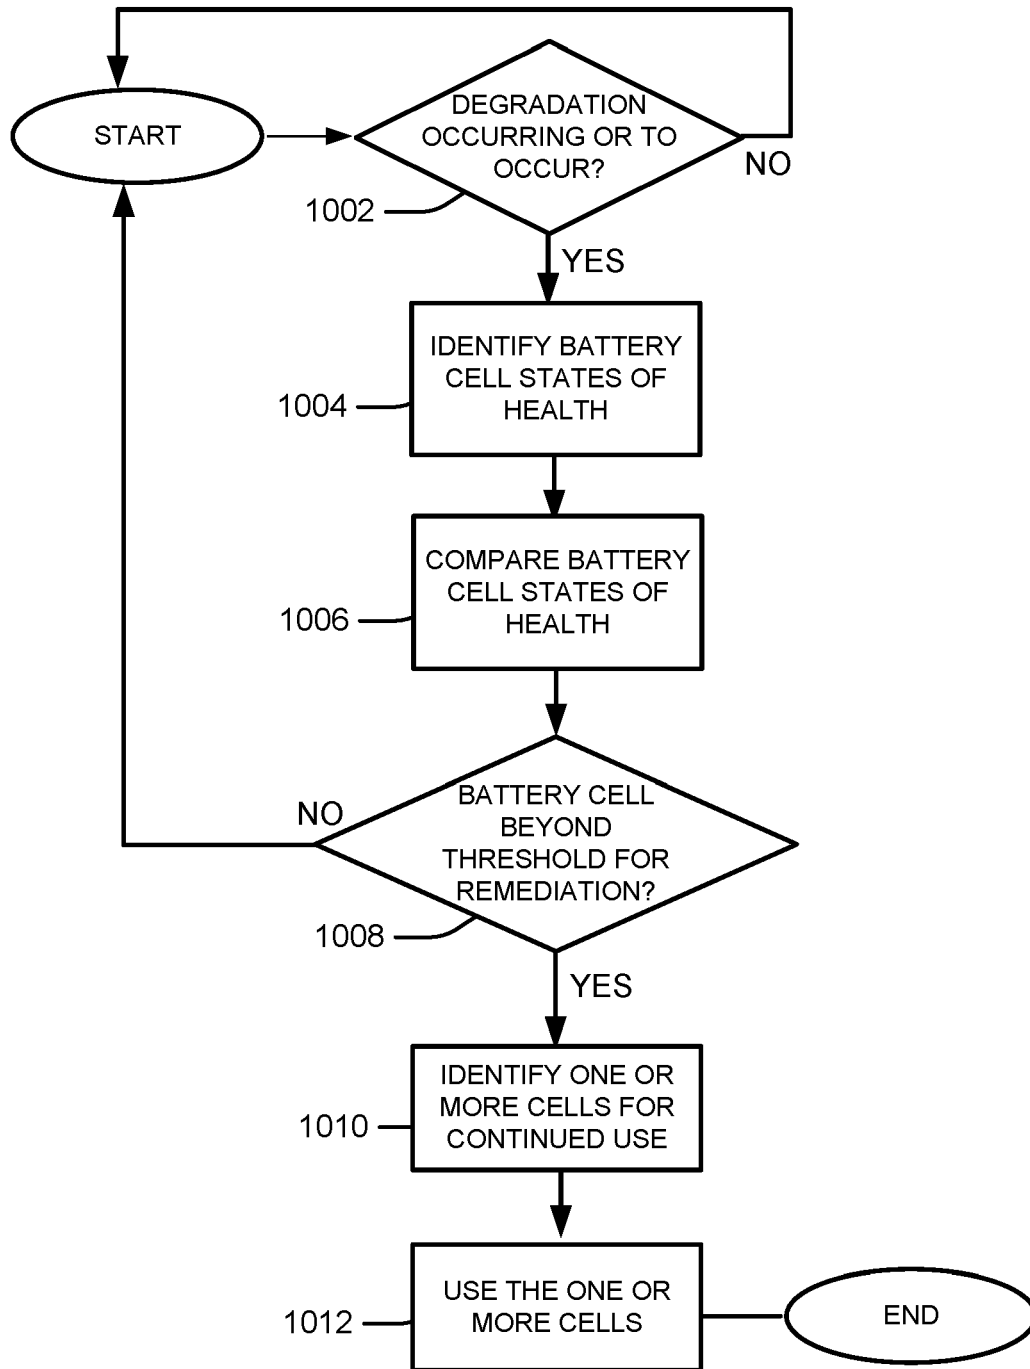 START
DEGRADATION
OCCURRING OR TO
OCCUR?
NO
1002
YES
IDENTIFY BATTERY
CELL STATES OF
HEALTH
1004
COMPARE BATTERY
CELL STATES OF
HEALTH
1006
BATTERY CELL
BEYOND
THRESHOLD FOR
REMEDIATION?
NO
1008
YES
IDENTIFY ONE OR
MORE CELLS FOR
CONTINUED USE
1010
USE THE ONE OR
MORE CELLS
1012
END